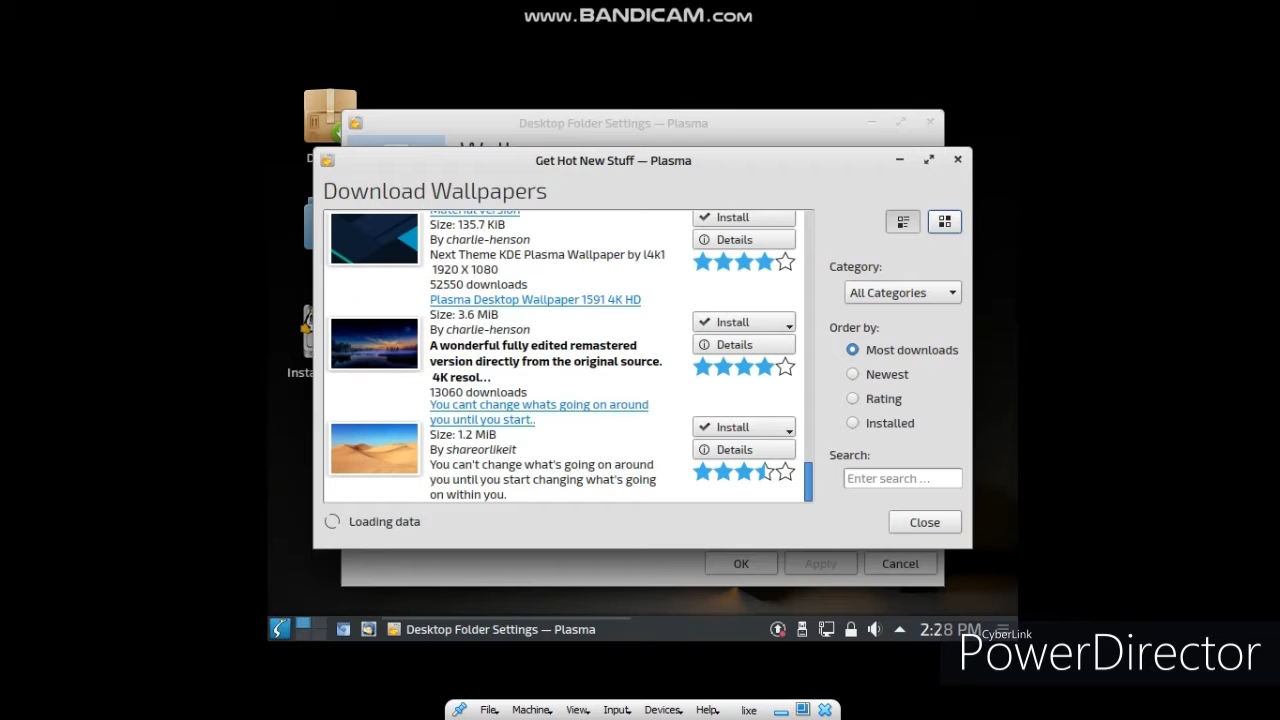 www.BANDICAM.com
Desktop Folder Settings — Plasma
Get Hot New Stuff — Plasma
Download Wallpapers
Material version
Size: 135.7 KiB
By charlie-henson
Next Theme KDE Plasma Wallpaper by l4k1
1920 X 1080
52550 downloads
Install
Details
Plasma Desktop Wallpaper 1591 4K HD
Size: 3.6 MiB
By charlie-henson
A wonderful fully edited remastered
version directly from the original source.
4K resol...
13060 downloads
Install
Details
You cant change whats going on around
you until you start..
Size: 1.2 MiB
By shareorlikeit
You can't change what's going on around
you until you start changing what's going
on within you.
Install
Details
Category:
All Categories
Order by:
Most downloads
Newest
Rating
Installed
Search:
Enter search ...
Loading data
Close
OK
Apply
Cancel
Desktop Folder Settings — Plasma
2:28 PM
CyberLink
PowerDirector
File
Machine
View
Input
Devices
Help
lixe